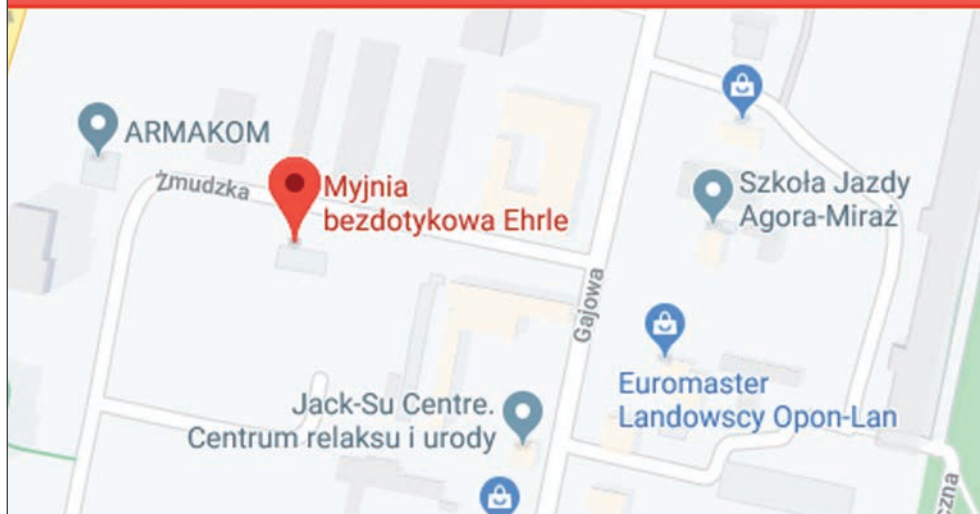 ARMAKOM
Żmudzka
Myjnia
bezdotykowa Ehrle
Szkoła Jazdy
Agora-Miraż
Gajowa
Euromaster
Landowscy Opon-Lan
Jack-Su Centre.
Centrum relaksu i urody
czna